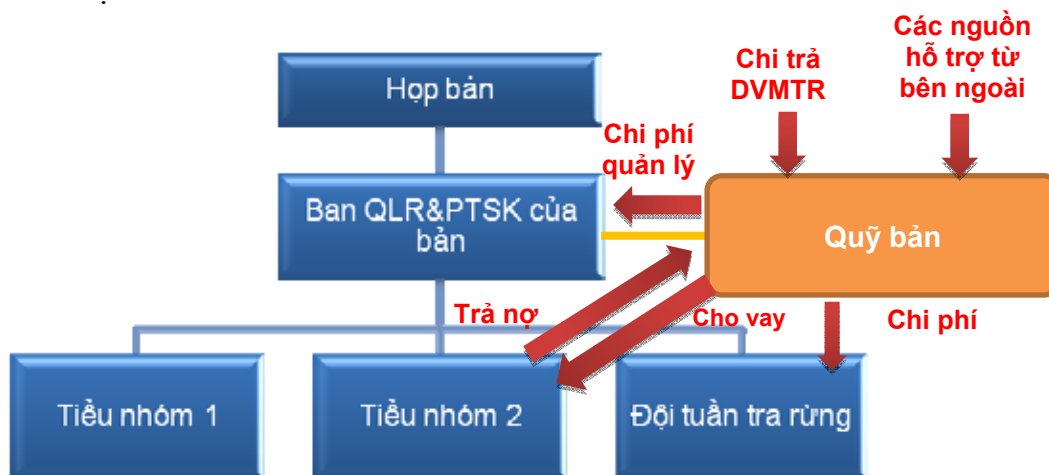 Các nguồn
hỗ trợ từ
bên ngoài
Chi trả
DVMTR
Họp bản
Chi phí
quản lý
Ban QLR&PTSK của
bản
Quỹ bản
Trả nợ
Cho vay
Chi phí
Tiểu nhóm 1
Tiểu nhóm 2
Đội tuần tra rừng